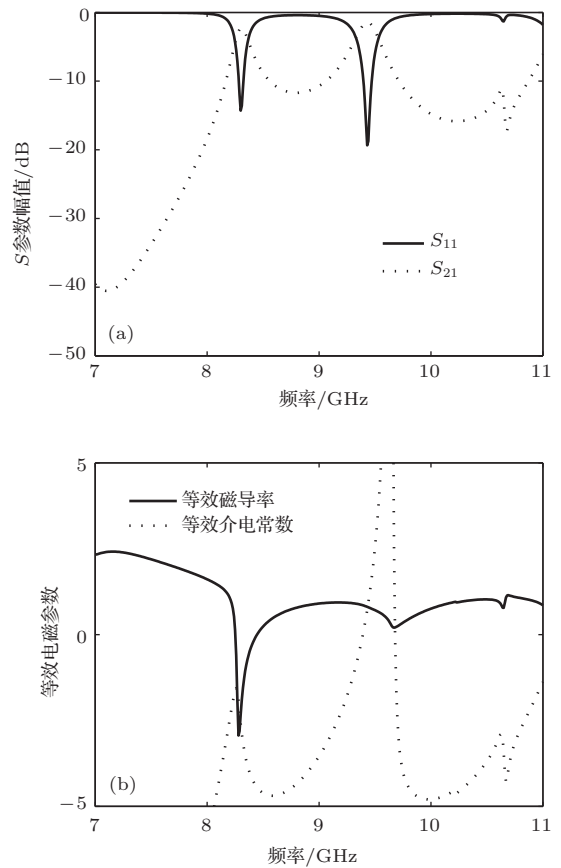 0
−10
−20
−30
−40
−50
S参数幅值/dB
S11
S21
(a)
7 8 9 10 11
频率/GHz
5
0
−5
等效电磁参数
等效磁导率
等效介电常数
(b)
7 8 9 10 11
频率/GHz